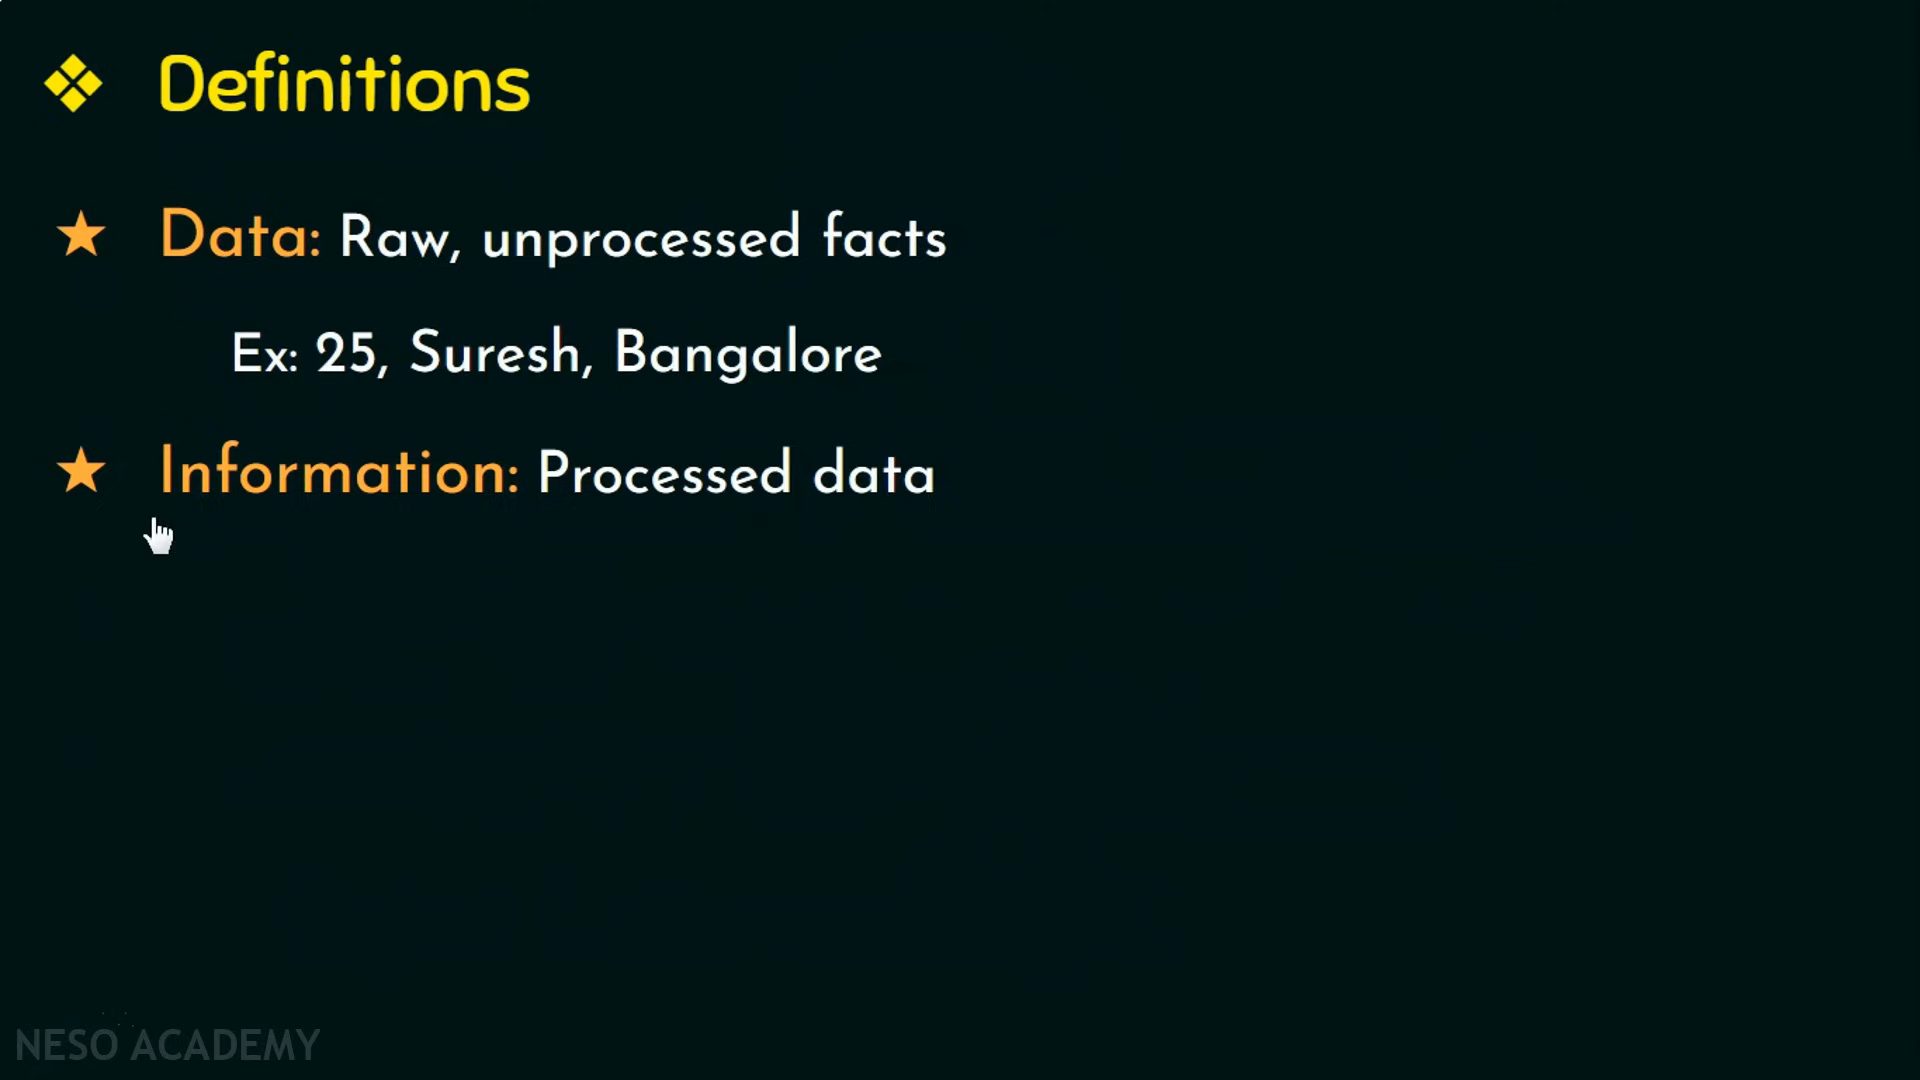 Definitions
Data: Raw, unprocessed facts
Ex: 25, Suresh, Bangalore
Information: Processed data
NESO ACADEMY